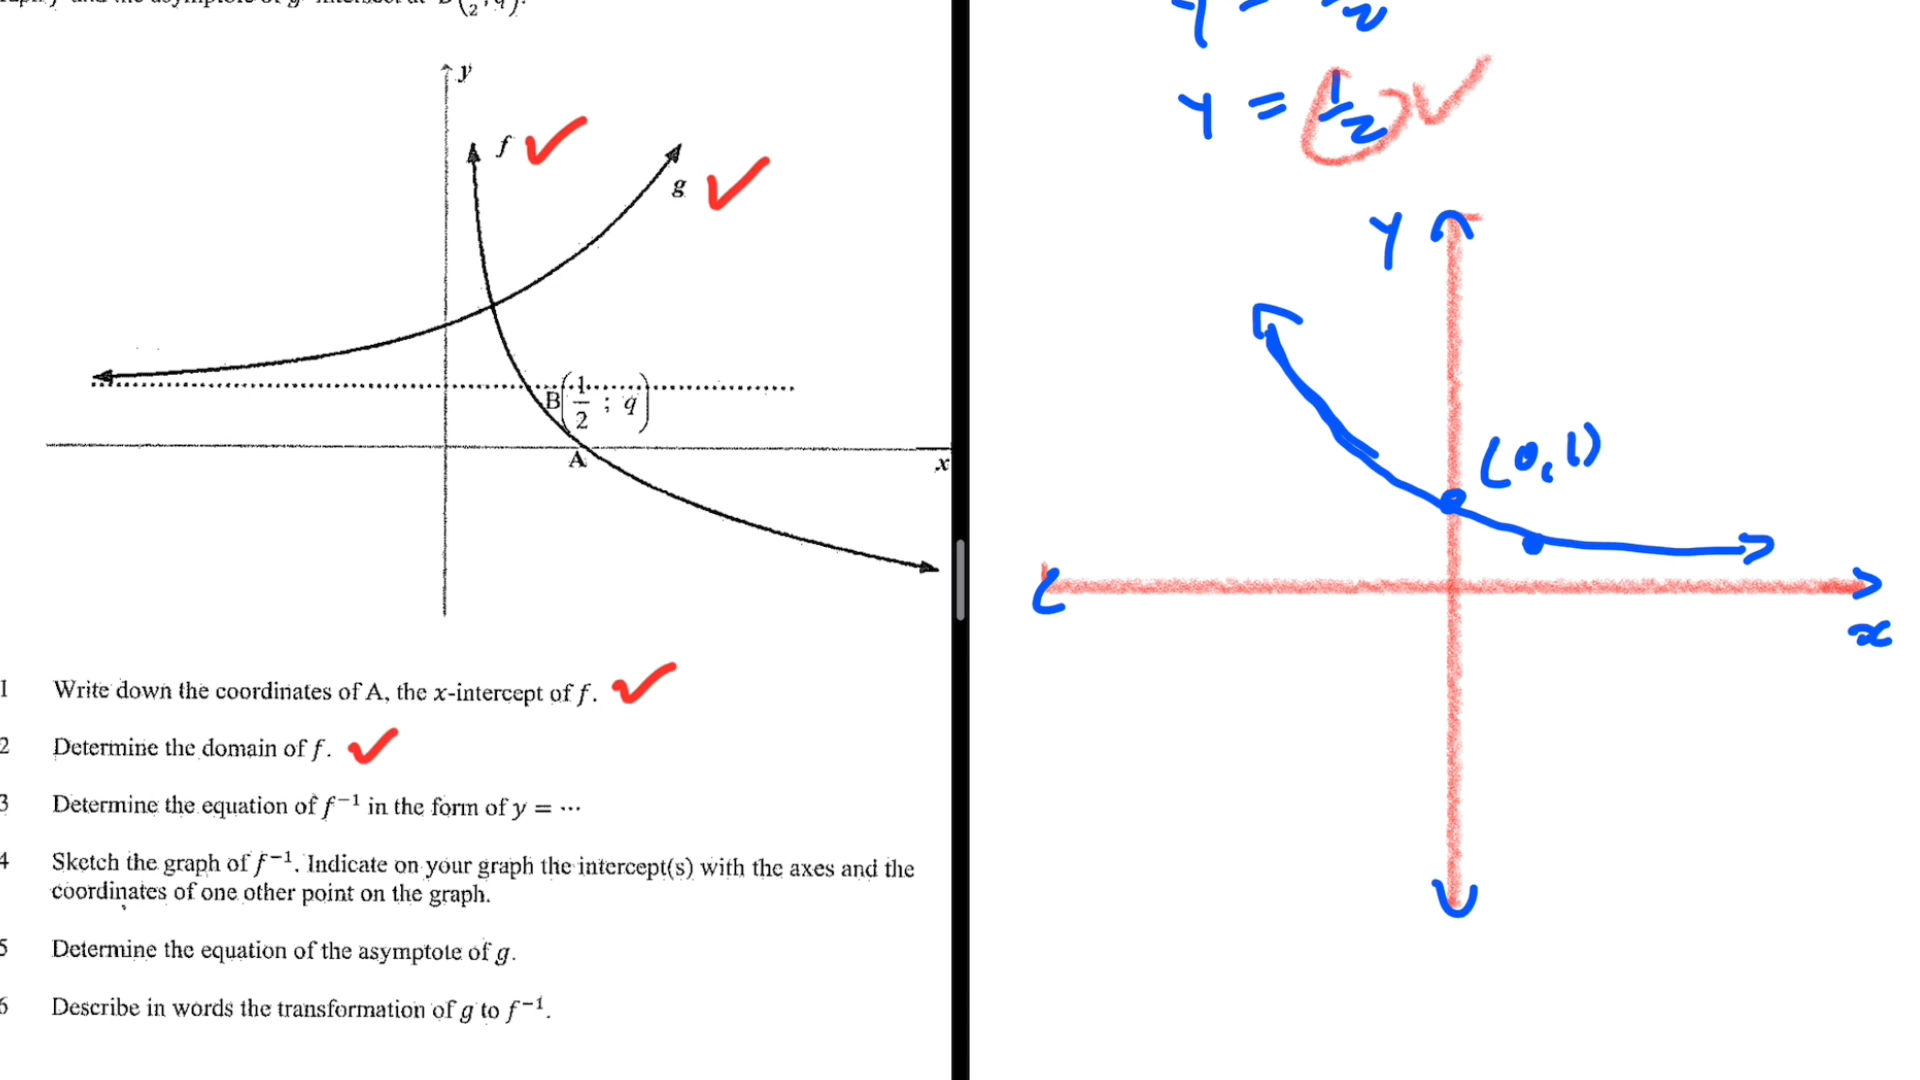 y
f
g
B(1/2 ; q)
A
x
1 Write down the coordinates of A, the x-intercept of f.
2 Determine the domain of f.
3 Determine the equation of f⁻¹ in the form of y = ···
4 Sketch the graph of f⁻¹. Indicate on your graph the intercept(s) with the axes and the
coordinates of one other point on the graph.
5 Determine the equation of the asymptote of g.
6 Describe in words the transformation of g to f⁻¹.
y = 1/2
y
(0,1)
x